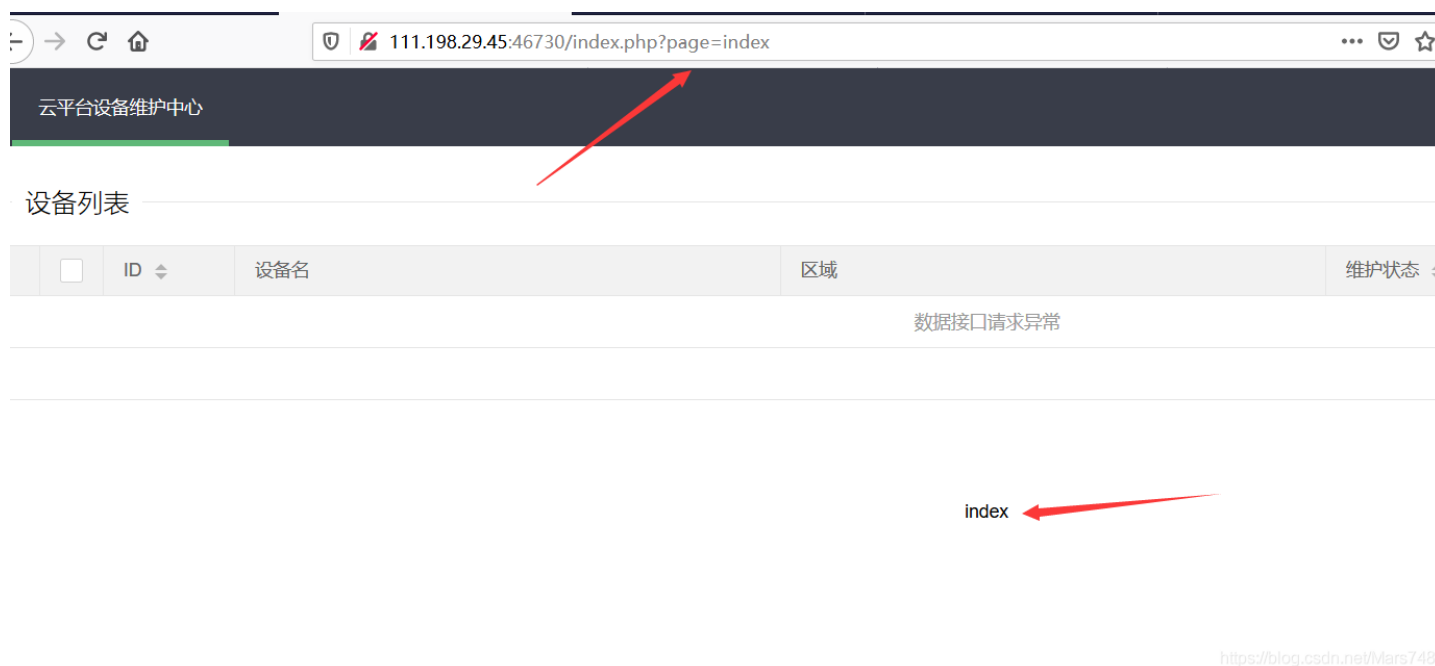 111.198.29.45:46730/index.php?page=index
云平台设备维护中心
设备列表
ID 设备名 区域 维护状态
数据接口请求异常
index
https://blog.csdn.net/Mars748